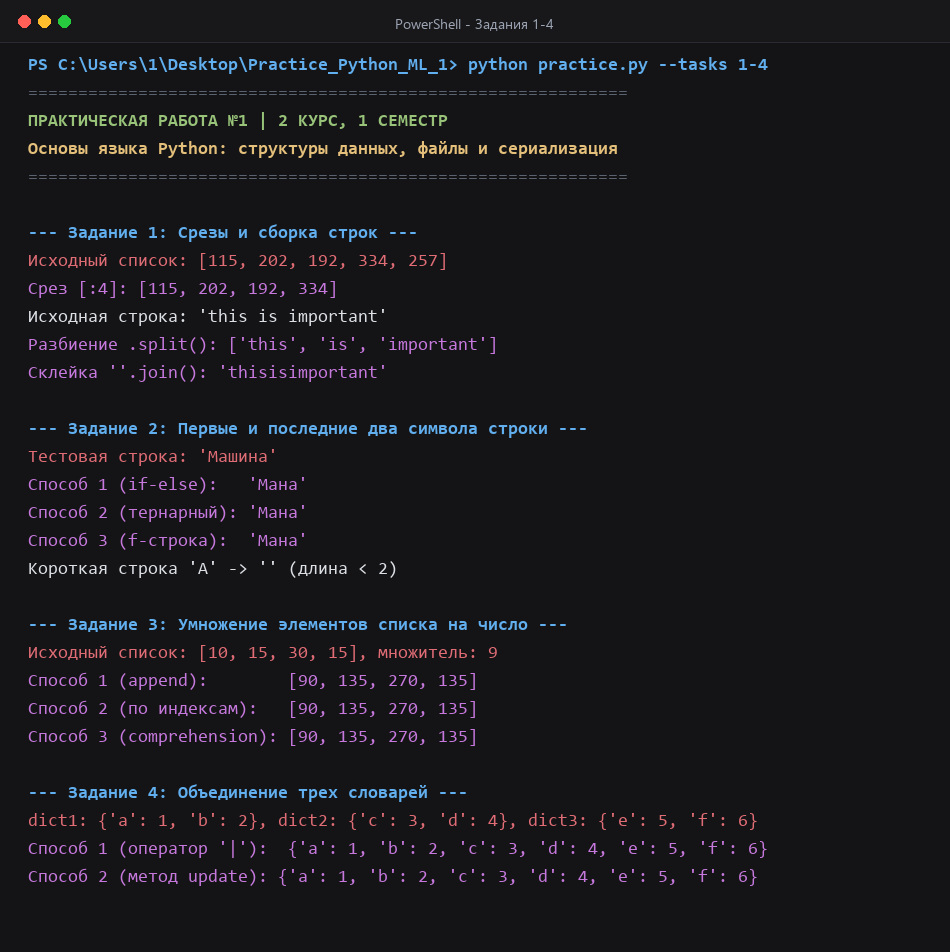 PowerShell - Задания 1-4
PS C:\Users\1\Desktop\Practice_Python_ML_1> python practice.py --tasks 1-4
============================================================
ПРАКТИЧЕСКАЯ РАБОТА №1 | 2 КУРС, 1 СЕМЕСТР
Основы языка Python: структуры данных, файлы и сериализация
============================================================
--- Задание 1: Срезы и сборка строк ---
Исходный список: [115, 202, 192, 334, 257]
Срез [:4]: [115, 202, 192, 334]
Исходная строка: 'this is important'
Разбиение .split(): ['this', 'is', 'important']
Склейка ''.join(): 'thisisimportant'
--- Задание 2: Первые и последние два символа строки ---
Тестовая строка: 'Машина'
Способ 1 (if-else):   'Мана'
Способ 2 (тернарный): 'Мана'
Способ 3 (f-строка):  'Мана'
Короткая строка 'A' -> '' (длина < 2)
--- Задание 3: Умножение элементов списка на число ---
Исходный список: [10, 15, 30, 15], множитель: 9
Способ 1 (append):        [90, 135, 270, 135]
Способ 2 (по индексам):   [90, 135, 270, 135]
Способ 3 (comprehension): [90, 135, 270, 135]
--- Задание 4: Объединение трех словарей ---
dict1: {'a': 1, 'b': 2}, dict2: {'c': 3, 'd': 4}, dict3: {'e': 5, 'f': 6}
Способ 1 (оператор '|'):  {'a': 1, 'b': 2, 'c': 3, 'd': 4, 'e': 5, 'f': 6}
Способ 2 (метод update): {'a': 1, 'b': 2, 'c': 3, 'd': 4, 'e': 5, 'f': 6}